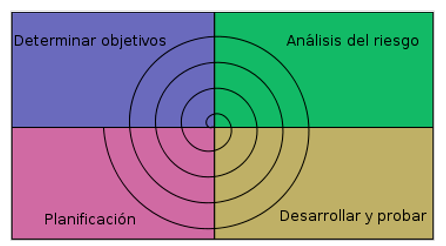 Determinar objetivos
Análisis del riesgo
Planificación
Desarrollar y probar